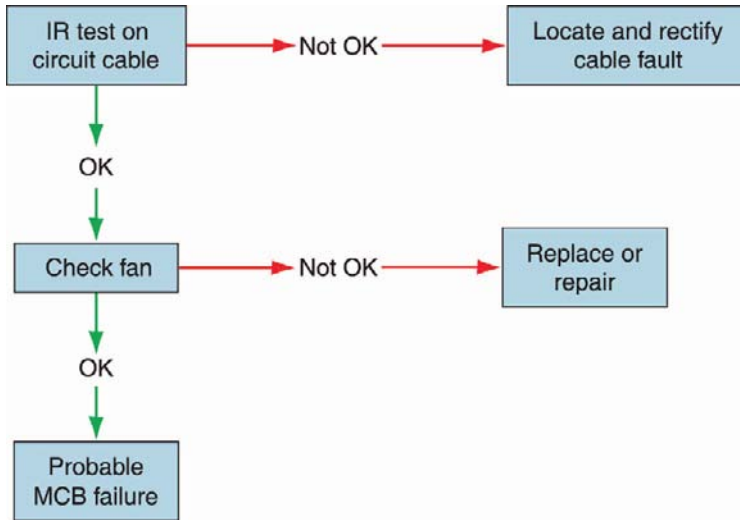 IR test on
circuit cable
Not OK
Locate and rectify
cable fault
OK
Check fan
Not OK
Replace or
repair
OK
Probable
MCB failure